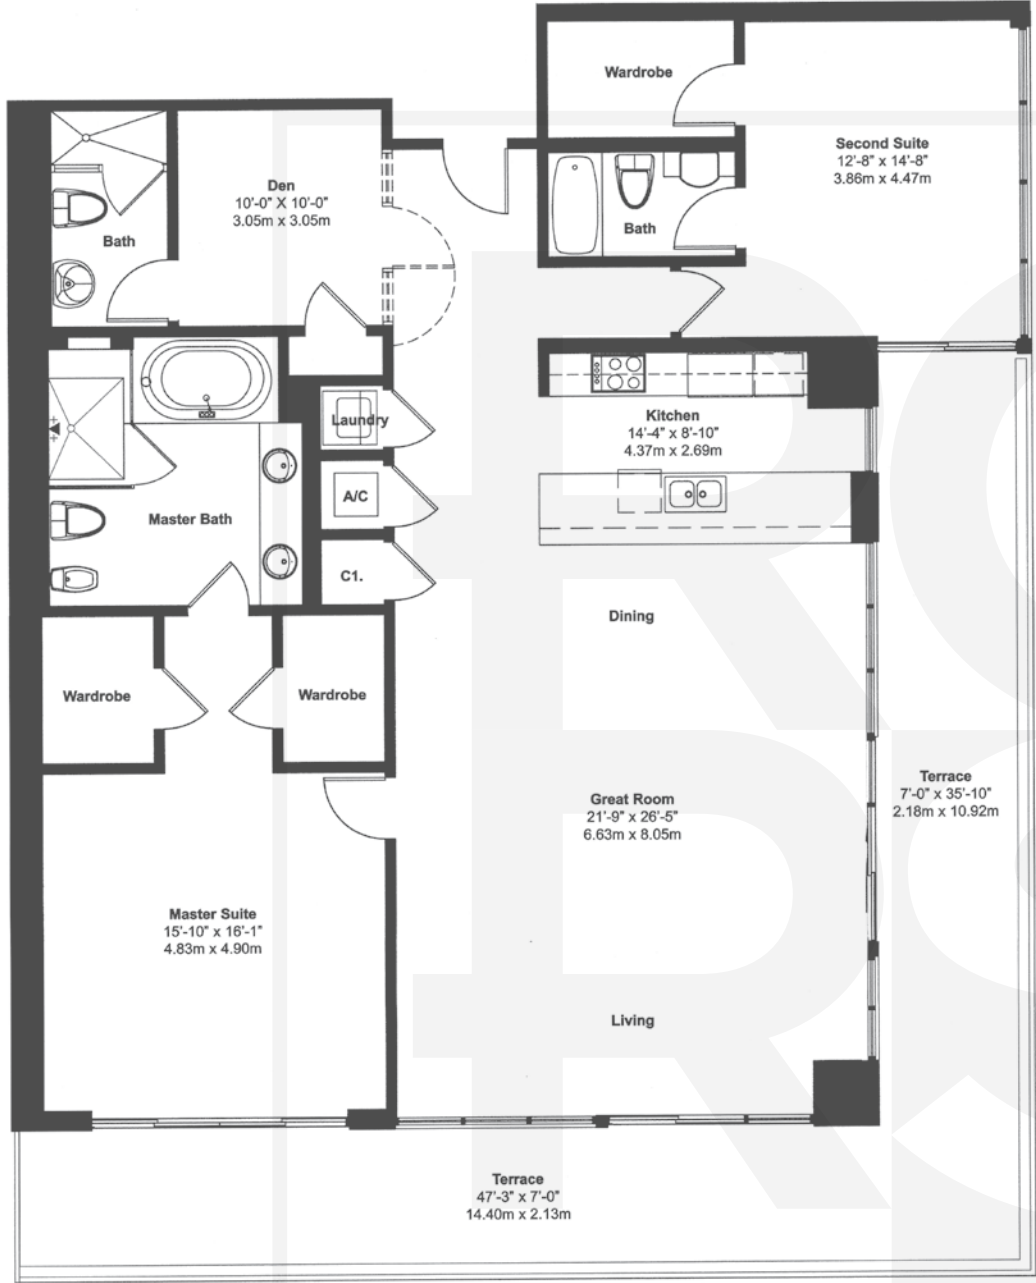 Wardrobe
Second Suite
12'-8" x 14'-8"
3.86m x 4.47m
Den
10'-0" X 10'-0"
3.05m x 3.05m
Bath
Bath
Kitchen
14'-4" x 8'-10"
4.37m x 2.69m
Laundry
A/C
Master Bath
C1.
Dining
Wardrobe
Wardrobe
Great Room
21'-9" x 26'-5"
6.63m x 8.05m
Terrace
7'-0" x 35'-10"
2.18m x 10.92m
Master Suite
15'-10" x 16'-1"
4.83m x 4.90m
Living
Terrace
47'-3" x 7'-0"
14.40m x 2.13m